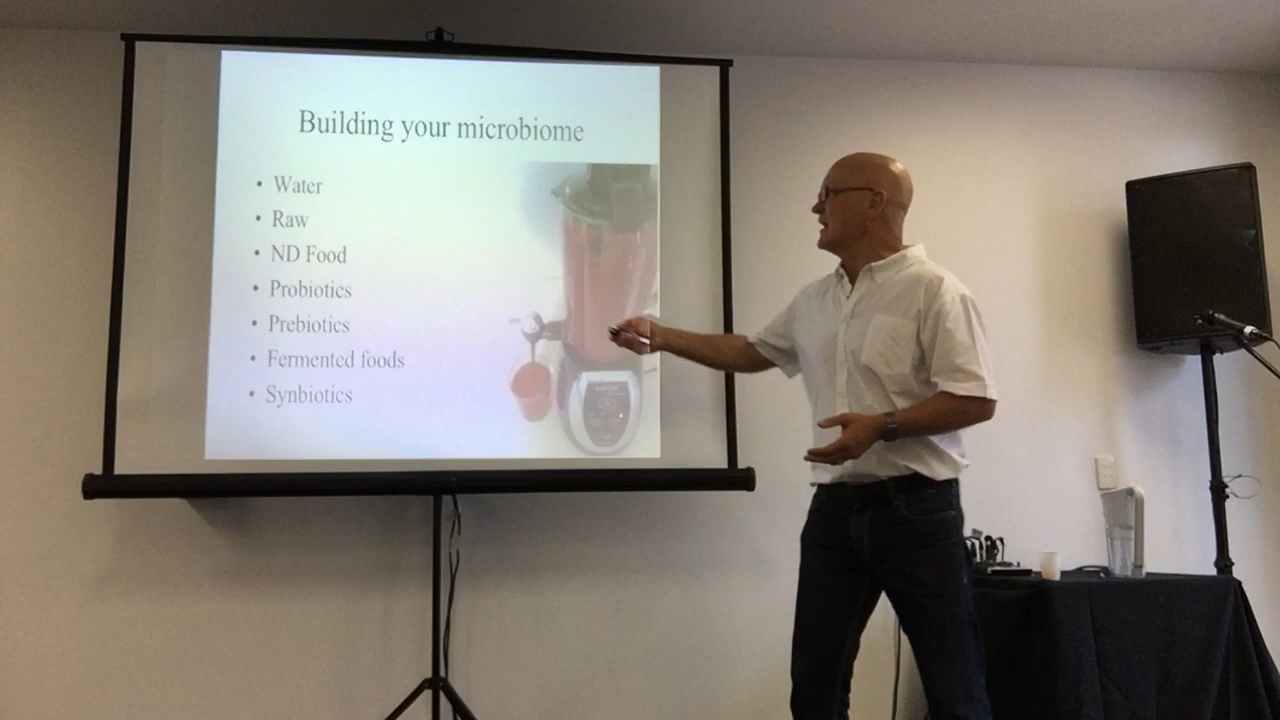 Building your microbiome
• Water
• Raw
• ND Food
• Probiotics
• Prebiotics
• Fermented foods
• Synbiotics